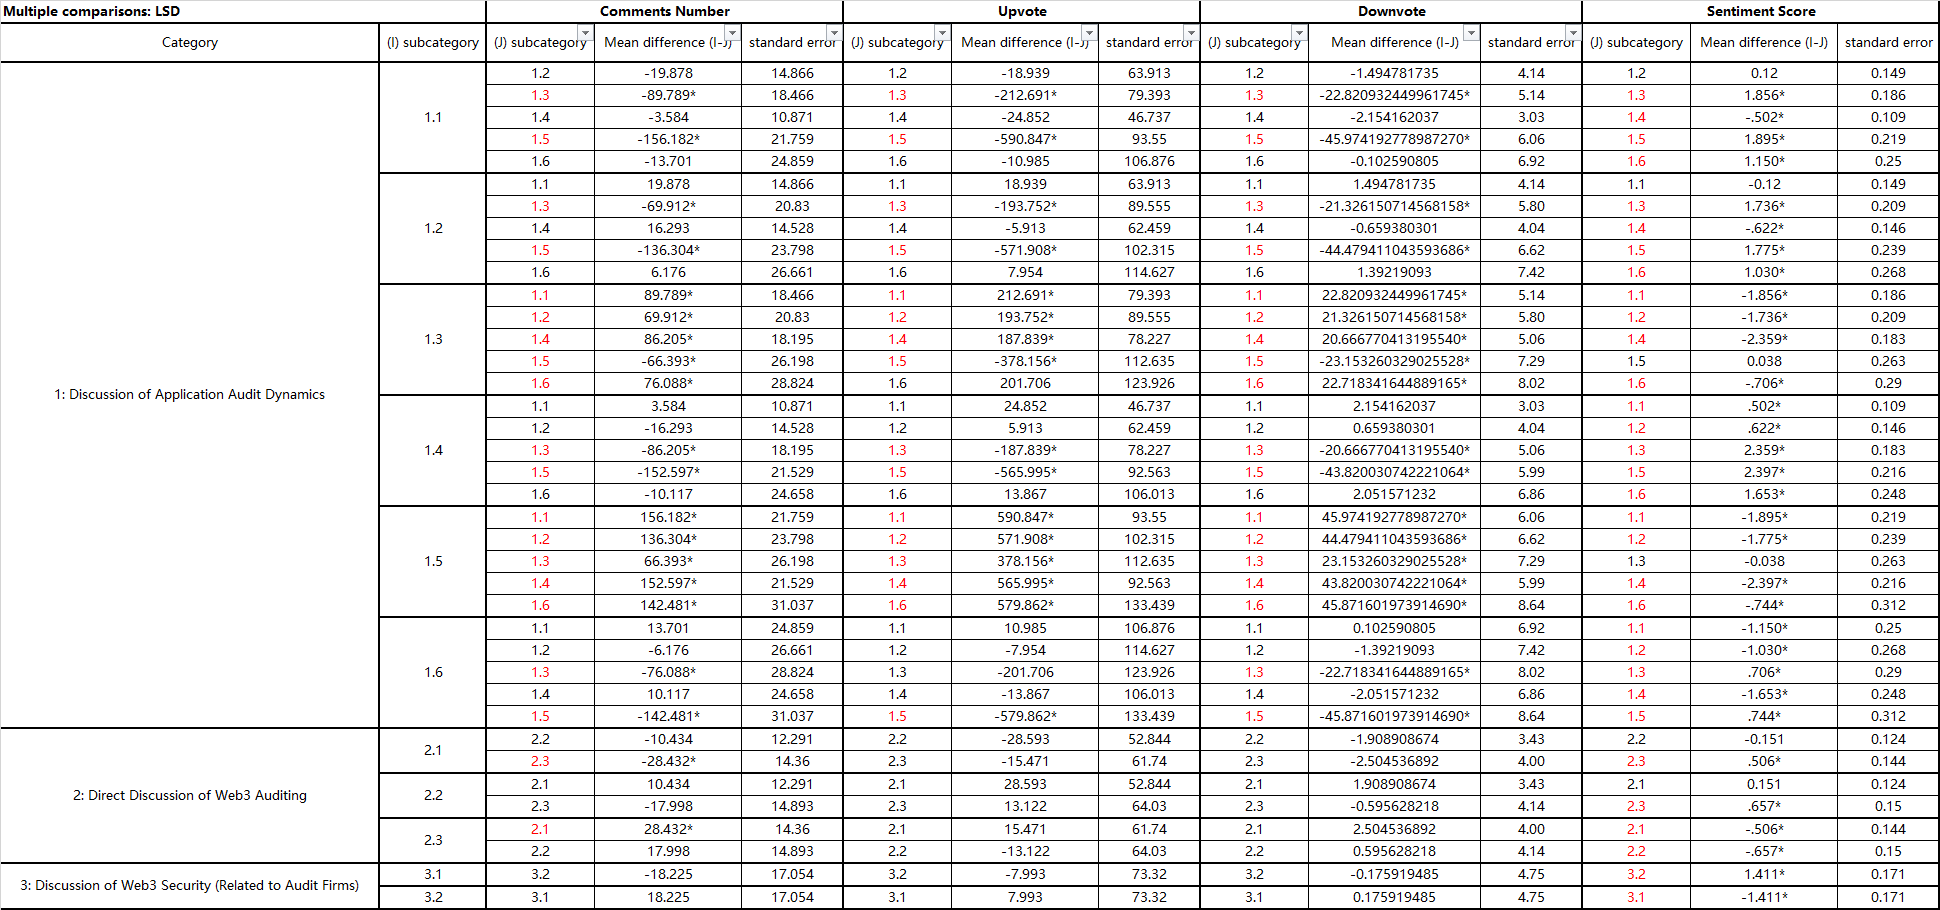 Multiple comparisons: LSD Comments Number Upvote Downvote Sentiment Score
Category (I) subcategory (J) subcategory Mean difference (I-J) standard error (J) subcategory Mean difference (I-J) standard error (J) subcategory Mean difference (I-J) standard error (J) subcategory Mean difference (I-J) standard error
1: Discussion of Application Audit Dynamics
1.1
1.2 -19.878 14.866 1.2 -18.939 63.913 1.2 -1.494781735 4.14 1.2 0.12 0.149
1.3 -89.789* 18.466 1.3 -212.691* 79.393 1.3 -22.820932449961745* 5.14 1.3 1.856* 0.186
1.4 -3.584 10.871 1.4 -24.852 46.737 1.4 -2.154162037 3.03 1.4 -.502* 0.109
1.5 -156.182* 21.759 1.5 -590.847* 93.55 1.5 -45.974192778987270* 6.06 1.5 1.895* 0.219
1.6 -13.701 24.859 1.6 -10.985 106.876 1.6 -0.102590805 6.92 1.6 1.150* 0.25
1.2
1.1 19.878 14.866 1.1 18.939 63.913 1.1 1.494781735 4.14 1.1 -0.12 0.149
1.3 -69.912* 20.83 1.3 -193.752* 89.555 1.3 -21.326150714568158* 5.80 1.3 1.736* 0.209
1.4 16.293 14.528 1.4 -5.913 62.459 1.4 -0.659380301 4.04 1.4 -.622* 0.146
1.5 -136.304* 23.798 1.5 -571.908* 102.315 1.5 -44.479411043593686* 6.62 1.5 1.775* 0.239
1.6 6.176 26.661 1.6 7.954 114.627 1.6 1.39219093 7.42 1.6 1.030* 0.268
1.3
1.1 89.789* 18.466 1.1 212.691* 79.393 1.1 22.820932449961745* 5.14 1.1 -1.856* 0.186
1.2 69.912* 20.83 1.2 193.752* 89.555 1.2 21.326150714568158* 5.80 1.2 -1.736* 0.209
1.4 86.205* 18.195 1.4 187.839* 78.227 1.4 20.666770413195540* 5.06 1.4 -2.359* 0.183
1.5 -66.393* 26.198 1.5 -378.156* 112.635 1.5 -23.153260329025528* 7.29 1.5 0.038 0.263
1.6 76.088* 28.824 1.6 201.706 123.926 1.6 22.718341644889165* 8.02 1.6 -.706* 0.29
1.4
1.1 3.584 10.871 1.1 24.852 46.737 1.1 2.154162037 3.03 1.1 .502* 0.109
1.2 -16.293 14.528 1.2 5.913 62.459 1.2 0.659380301 4.04 1.2 .622* 0.146
1.3 -86.205* 18.195 1.3 -187.839* 78.227 1.3 -20.666770413195540* 5.06 1.3 2.359* 0.183
1.5 -152.597* 21.529 1.5 -565.995* 92.563 1.5 -43.820030742221064* 5.99 1.5 2.397* 0.216
1.6 -10.117 24.658 1.6 13.867 106.013 1.6 2.051571232 6.86 1.6 1.653* 0.248
1.5
1.1 156.182* 21.759 1.1 590.847* 93.55 1.1 45.974192778987270* 6.06 1.1 -1.895* 0.219
1.2 136.304* 23.798 1.2 571.908* 102.315 1.2 44.479411043593686* 6.62 1.2 -1.775* 0.239
1.3 66.393* 26.198 1.3 378.156* 112.635 1.3 23.153260329025528* 7.29 1.3 -0.038 0.263
1.4 152.597* 21.529 1.4 565.995* 92.563 1.4 43.820030742221064* 5.99 1.4 -2.397* 0.216
1.6 142.481* 31.037 1.6 579.862* 133.439 1.6 45.871601973914690* 8.64 1.6 -.744* 0.312
1.6
1.1 13.701 24.859 1.1 10.985 106.876 1.1 0.102590805 6.92 1.1 -1.150* 0.25
1.2 -6.176 26.661 1.2 -7.954 114.627 1.2 -1.39219093 7.42 1.2 -1.030* 0.268
1.3 -76.088* 28.824 1.3 -201.706 123.926 1.3 -22.718341644889165* 8.02 1.3 .706* 0.29
1.4 10.117 24.658 1.4 -13.867 106.013 1.4 -2.051571232 6.86 1.4 -1.653* 0.248
1.5 -142.481* 31.037 1.5 -579.862* 133.439 1.5 -45.871601973914690* 8.64 1.5 .744* 0.312
2: Direct Discussion of Web3 Auditing
2.1
2.2 -10.434 12.291 2.2 -28.593 52.844 2.2 -1.908908674 3.43 2.2 -0.151 0.124
2.3 -28.432* 14.36 2.3 -15.471 61.74 2.3 -2.504536892 4.00 2.3 .506* 0.144
2.2
2.1 10.434 12.291 2.1 28.593 52.844 2.1 1.908908674 3.43 2.1 0.151 0.124
2.3 -17.998 14.893 2.3 13.122 64.03 2.3 -0.595628218 4.14 2.3 .657* 0.15
2.3
2.1 28.432* 14.36 2.1 15.471 61.74 2.1 2.504536892 4.00 2.1 -.506* 0.144
2.2 17.998 14.893 2.2 -13.122 64.03 2.2 0.595628218 4.14 2.2 -.657* 0.15
3: Discussion of Web3 Security (Related to Audit Firms)
3.1 3.2 -18.225 17.054 3.2 -7.993 73.32 3.2 -0.175919485 4.75 3.2 1.411* 0.171
3.2 3.1 18.225 17.054 3.1 7.993 73.32 3.1 0.175919485 4.75 3.1 -1.411* 0.171